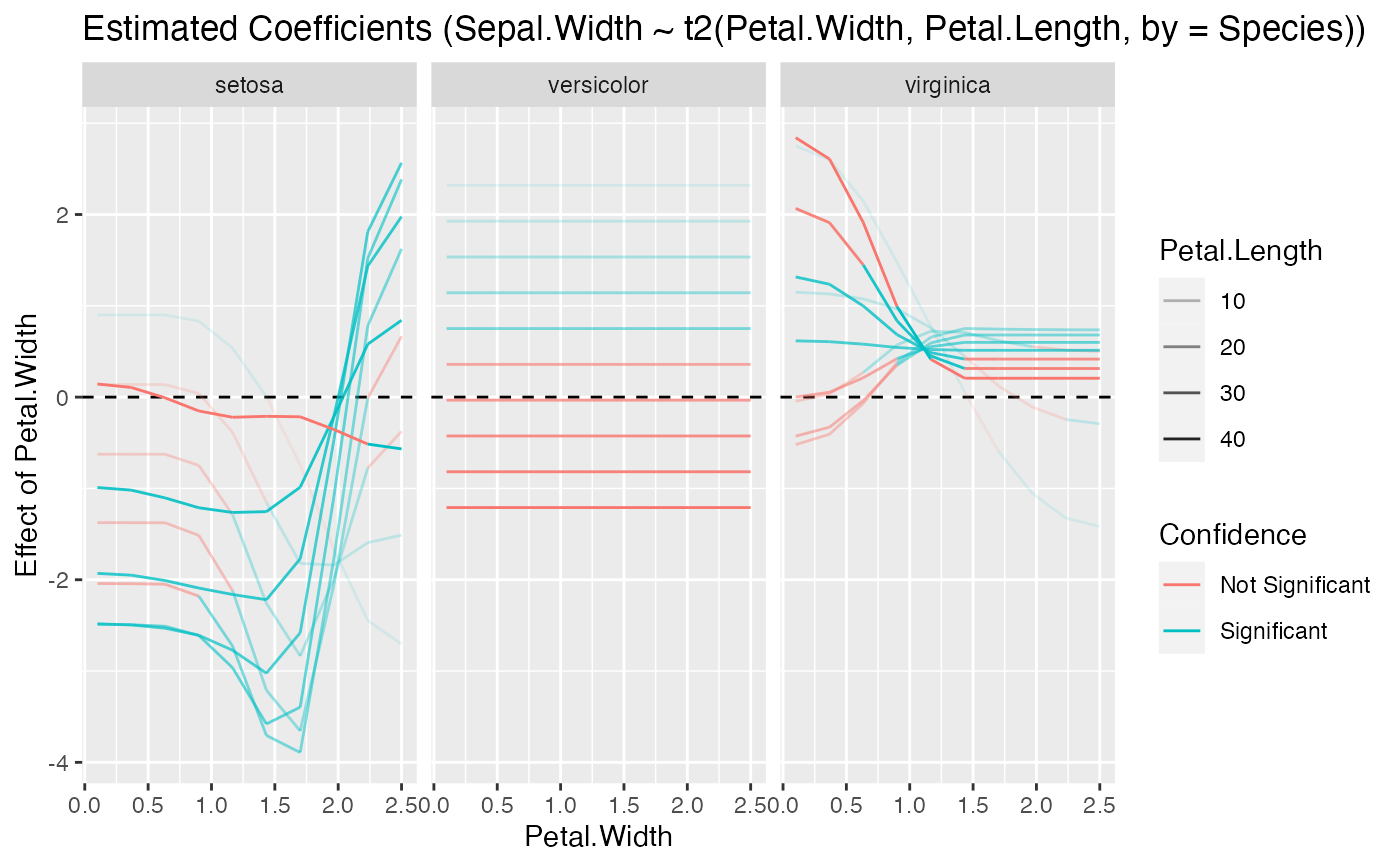 Estimated Coefficients (Sepal.Width ~ t2(Petal.Width, Petal.Length, by = Species))
setosa
versicolor
virginica
Effect of Petal.Width
2
0
-2
-4
0.0 0.5 1.0 1.5 2.0 2.5
0.0 0.5 1.0 1.5 2.0 2.5
0.0 0.5 1.0 1.5 2.0 2.5
Petal.Width
Petal.Length
10
20
30
40
Confidence
Not Significant
Significant